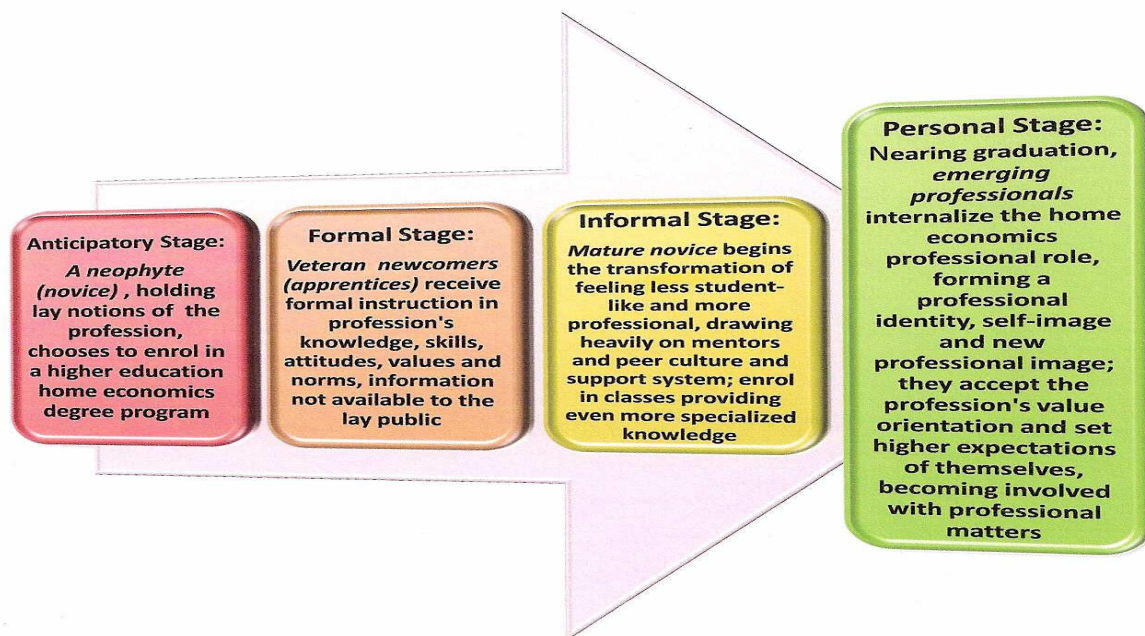 Anticipatory Stage:
A neophyte
(novice) , holding
lay notions of the
profession,
chooses to enrol in
a higher education
home economics
degree program
Formal Stage:
Veteran newcomers
(apprentices) receive
formal instruction in
profession's
knowledge, skills,
attitudes, values and
norms, information
not available to the
lay public
Informal Stage:
Mature novice begins
the transformation of
feeling less student-
like and more
professional, drawing
heavily on mentors
and peer culture and
support system; enrol
in classes providing
even more specialized
knowledge
Personal Stage:
Nearing graduation,
emerging
professionals
internalize the home
economics
professional role,
forming a
professional
identity, self-image
and new
professional image;
they accept the
profession's value
orientation and set
higher expectations
of themselves,
becoming involved
with professional
matters